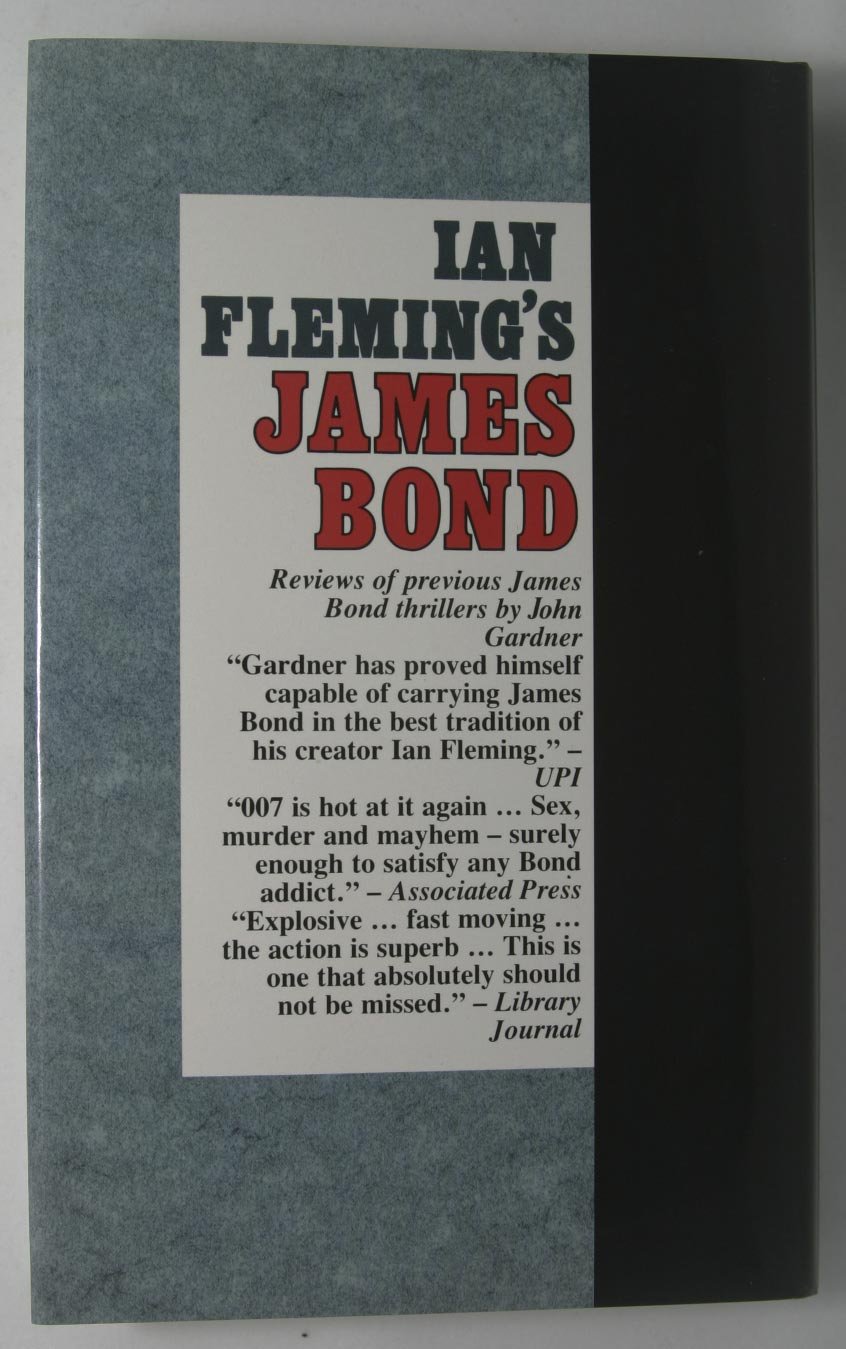 IAN
FLEMING'S
JAMES
BOND
Reviews of previous James
Bond thrillers by John
Gardner
“Gardner has proved himself
capable of carrying James
Bond in the best tradition of
his creator Ian Fleming.” –
UPI
“007 is hot at it again ... Sex,
murder and mayhem – surely
enough to satisfy any Bond
addict.” – Associated Press
“Explosive ... fast moving ...
the action is superb ... This is
one that absolutely should
not be missed.” – Library
Journal